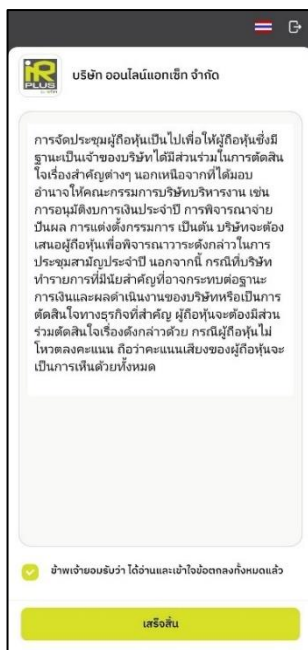 IR
PLUS
บริษัท ออนไลน์แอทเซ็ท จำกัด
การจัดประชุมผู้ถือหุ้นเป็นไปเพื่อให้ผู้ถือหุ้นซึ่งมี
ฐานะเป็นเจ้าของบริษัทได้มีส่วนร่วมในการตัดสิน
ใจเรื่องสำคัญต่างๆ นอกเหนือจากที่ได้มอบ
อำนาจให้คณะกรรมการบริษัทบริหารงาน เช่น
การอนุมัติงบการเงินประจำปี การพิจารณาจ่าย
ปันผล การแต่งตั้งกรรมการ เป็นต้น บริษัทจะต้อง
เสนอผู้ถือหุ้นเพื่อพิจารณาวาระดังกล่าวในการ
ประชุมสามัญประจำปี นอกจากนี้ กรณีที่บริษัท
ทำรายการที่มีนัยสำคัญที่อาจกระทบต่อฐานะ
การเงินและผลดำเนินงานของบริษัทหรือเป็นการ
ตัดสินใจทางธุรกิจที่สำคัญ ผู้ถือหุ้นจะต้องมีส่วน
ร่วมตัดสินใจเรื่องดังกล่าวด้วย กรณีผู้ถือหุ้นไม่
โหวตลงคะแนน ถือว่าคะแนนเสียงของผู้ถือหุ้นจะ
เป็นการเห็นด้วยทั้งหมด
ข้าพเจ้ายอมรับว่า ได้อ่านและเข้าใจข้อตกลงทั้งหมดแล้ว
เสร็จสิ้น